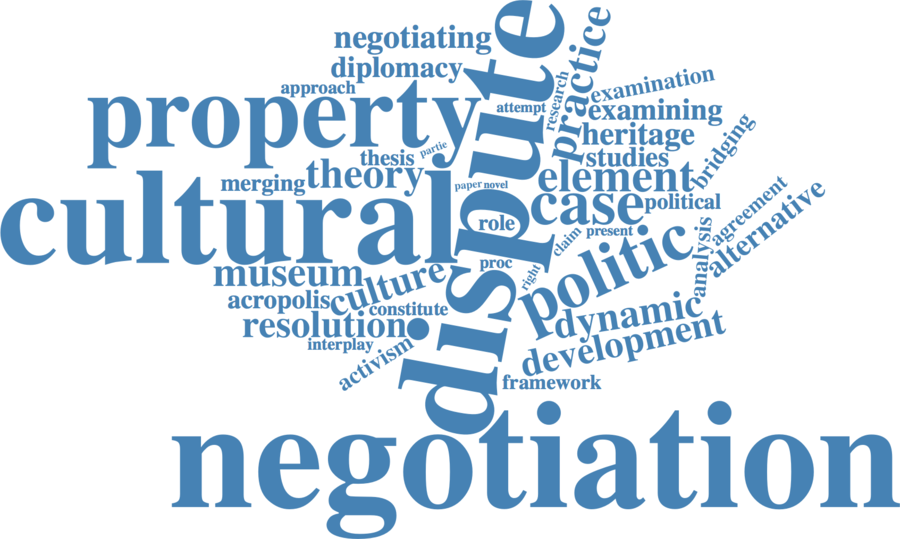 negotiating
diplomacy
approach
property
dispute
practice
research
attempt
examination
examining
heritage
studies
bridging
partie
thesis
theory
merging
cultural
paper
novel
element
case
political
role
claim
present
agreement
alternative
analysis
proc
right
politic
museum
culture
acropolis
constitute
resolution
interplay
activism
dynamic
development
framework
negotiation